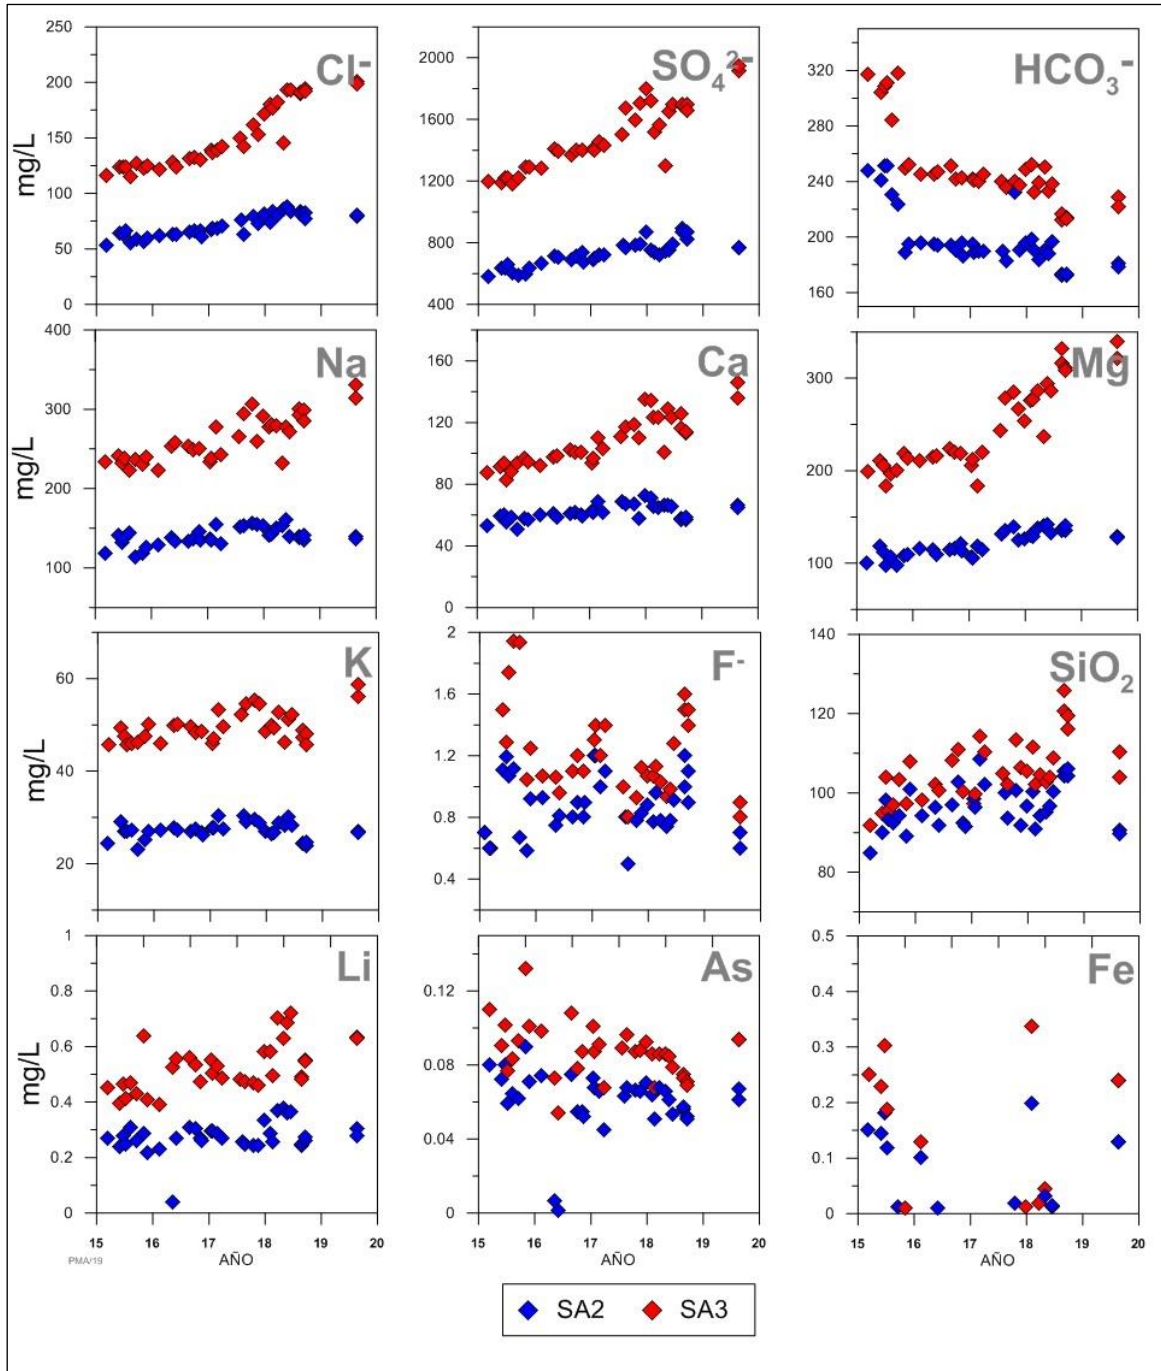 Cl⁻
SO₄²⁻
HCO₃⁻
250
200
150
100
50
0
2000
1600
1200
800
400
320
280
240
200
160
mg/L
Na
Ca
Mg
400
300
200
100
160
120
80
40
0
300
200
100
mg/L
K
F⁻
SiO₂
60
40
20
2
1.6
1.2
0.8
0.4
140
120
100
80
mg/L
Li
As
Fe
1
0.8
0.6
0.4
0.2
0
0.12
0.08
0.04
0
0.5
0.4
0.3
0.2
0.1
0
mg/L
15 16 17 18 19 20
15 16 17 18 19 20
15 16 17 18 19 20
PMA/19
AÑO
AÑO
AÑO
SA2 SA3